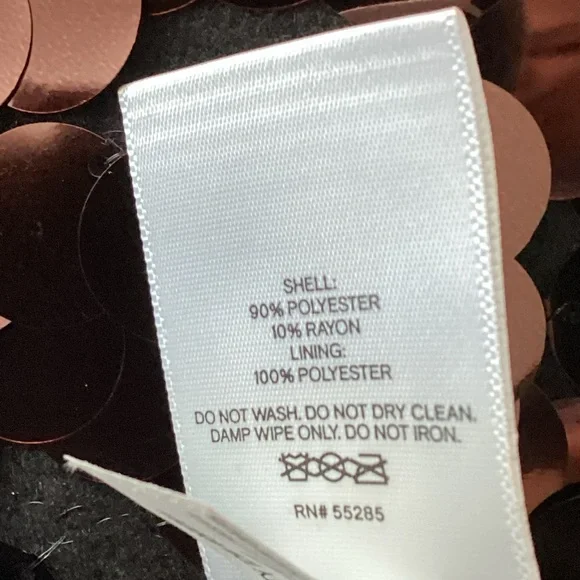 SHELL:
90% POLYESTER
10% RAYON
LINING:
100% POLYESTER
DO NOT WASH. DO NOT DRY CLEAN.
DAMP WIPE ONLY. DO NOT IRON.
RN# 55285